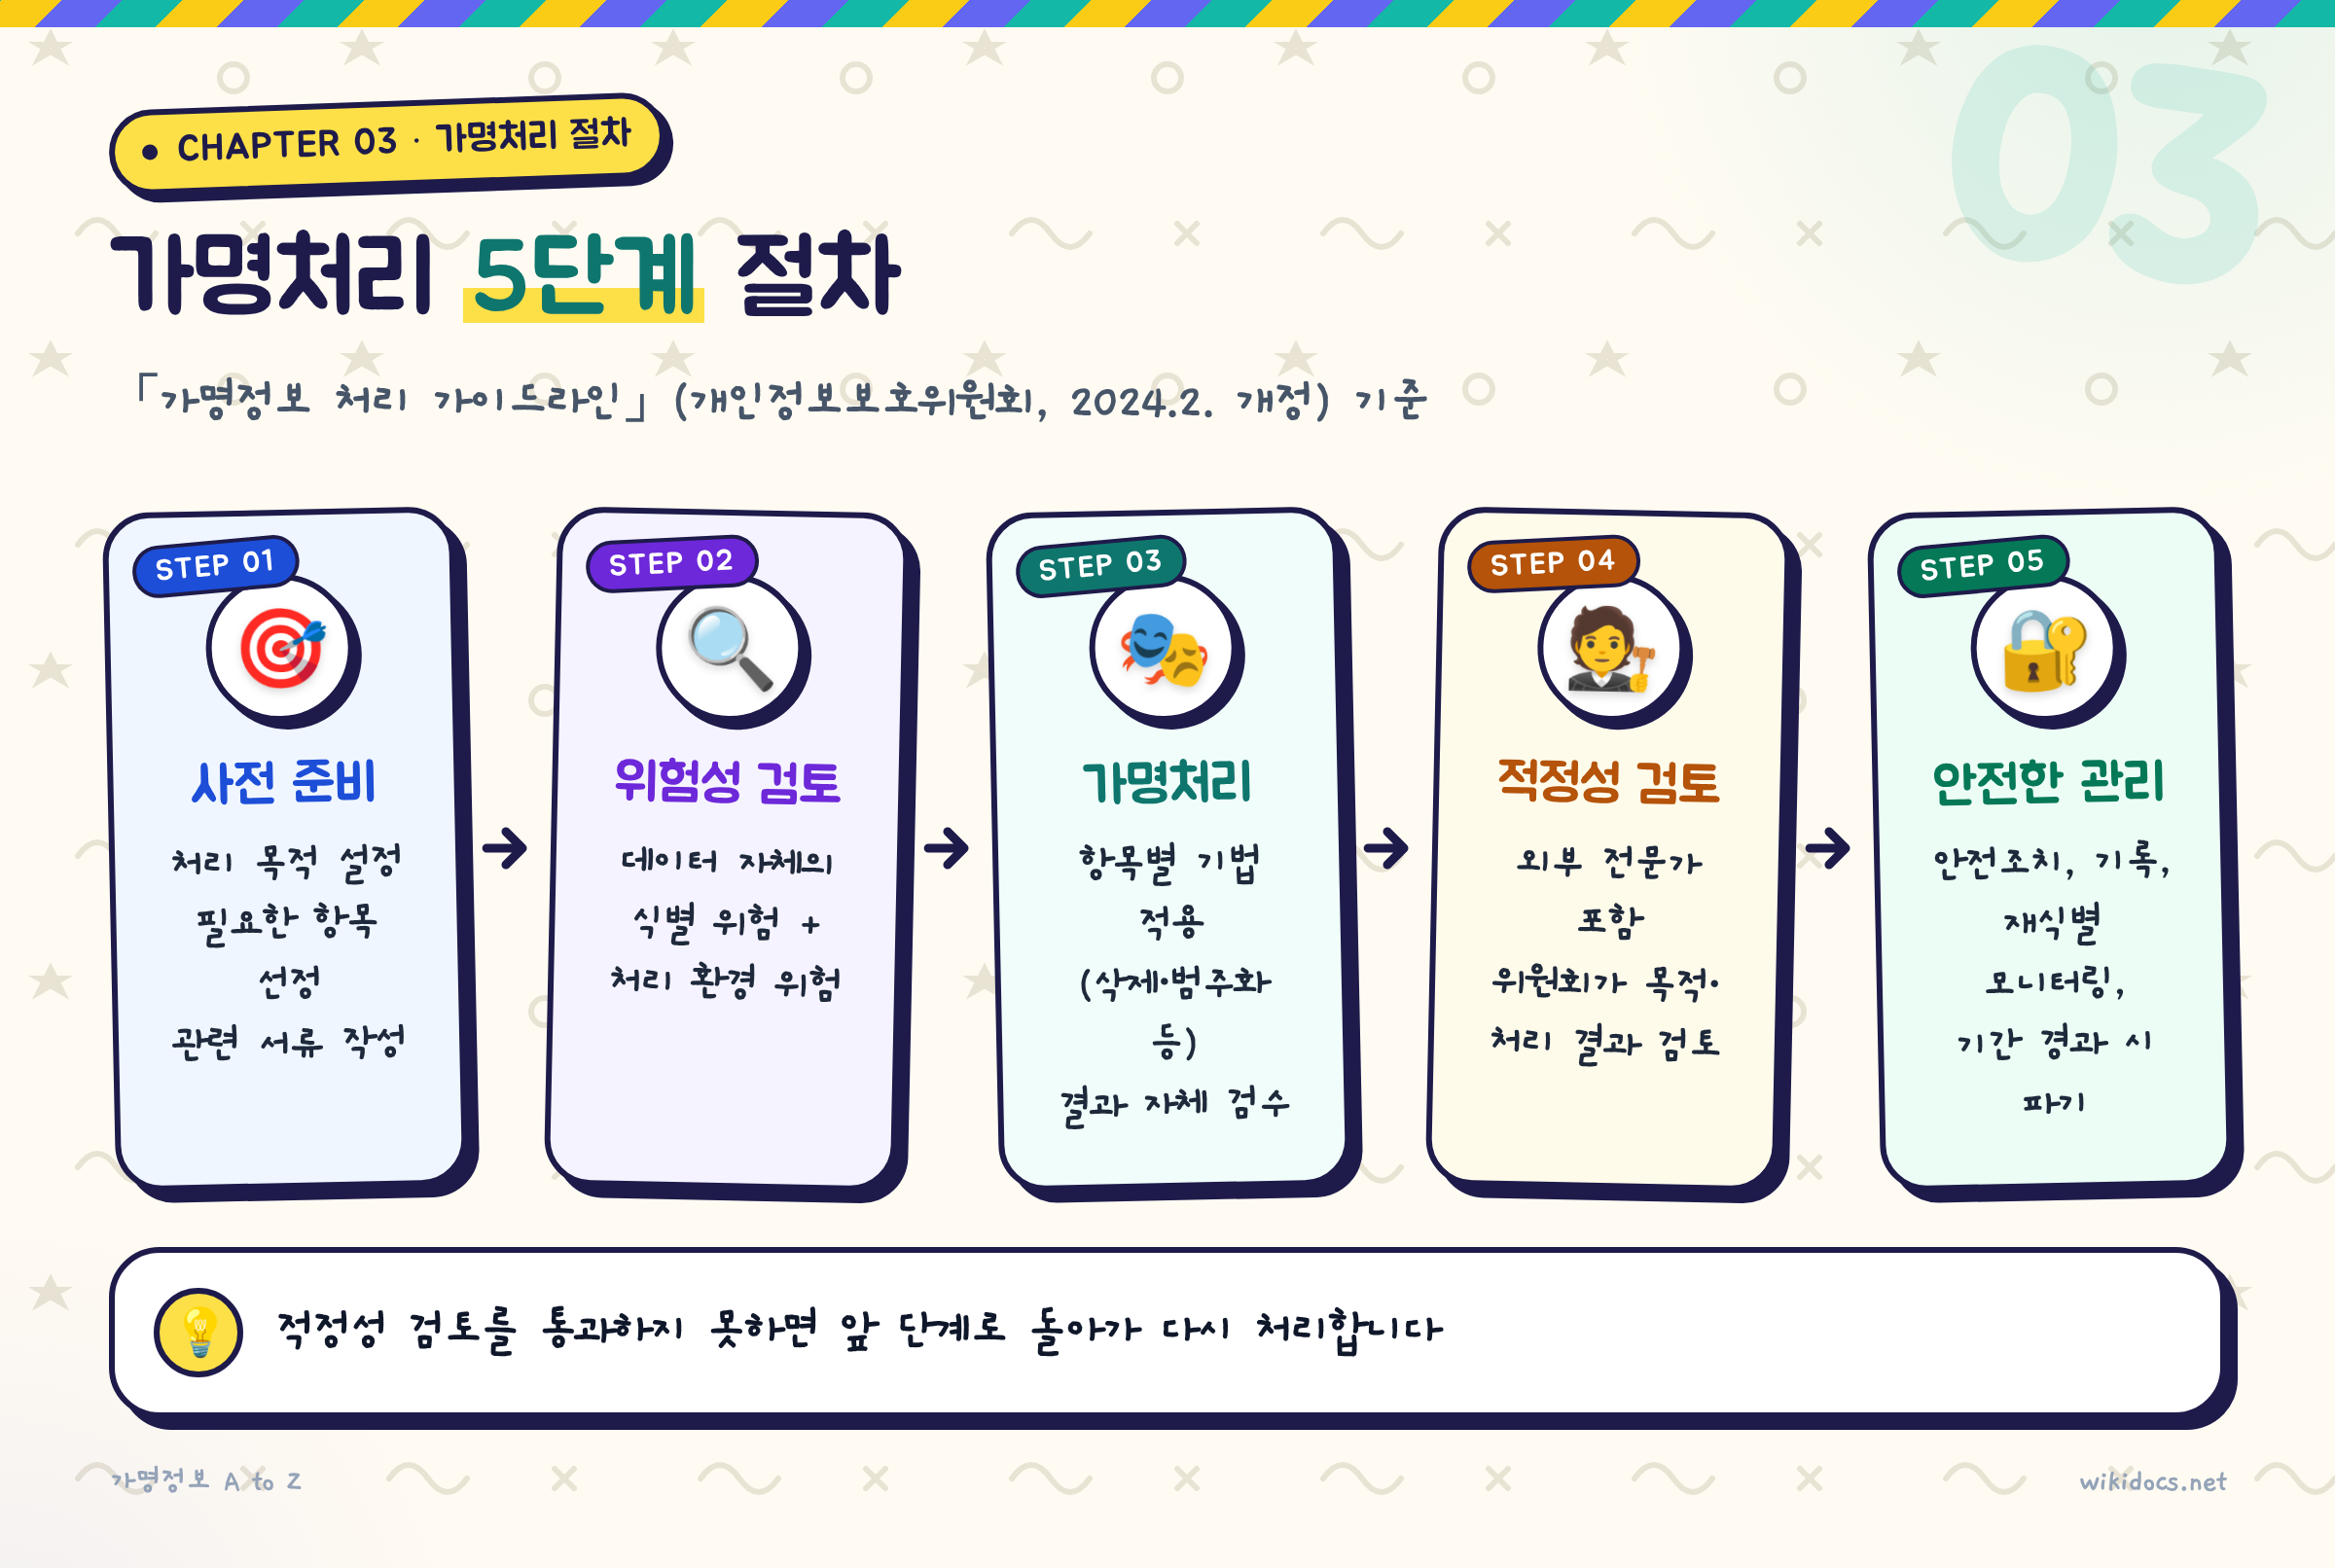 03
CHAPTER 03 · 가명처리 절차
가명처리 5단계 절차
「가명정보 처리 가이드라인」 (개인정보보호위원회, 2024.2. 개정) 기준
STEP 01
사전 준비
처리 목적 설정
필요한 항목
선정
관련 서류 작성
STEP 02
위험성 검토
데이터 자체의
식별 위험 +
처리 환경 위험
STEP 03
가명처리
항목별 기법
적용
(삭제·범주화
등)
결과 자체 검수
STEP 04
적정성 검토
외부 전문가
포함
위원회가 목적·
처리 결과 검토
STEP 05
안전한 관리
안전조치, 기록,
재식별
모니터링,
기간 경과 시
파기
적정성 검토를 통과하지 못하면 앞 단계로 돌아가 다시 처리합니다
가명정보 A to Z
wikidocs.net